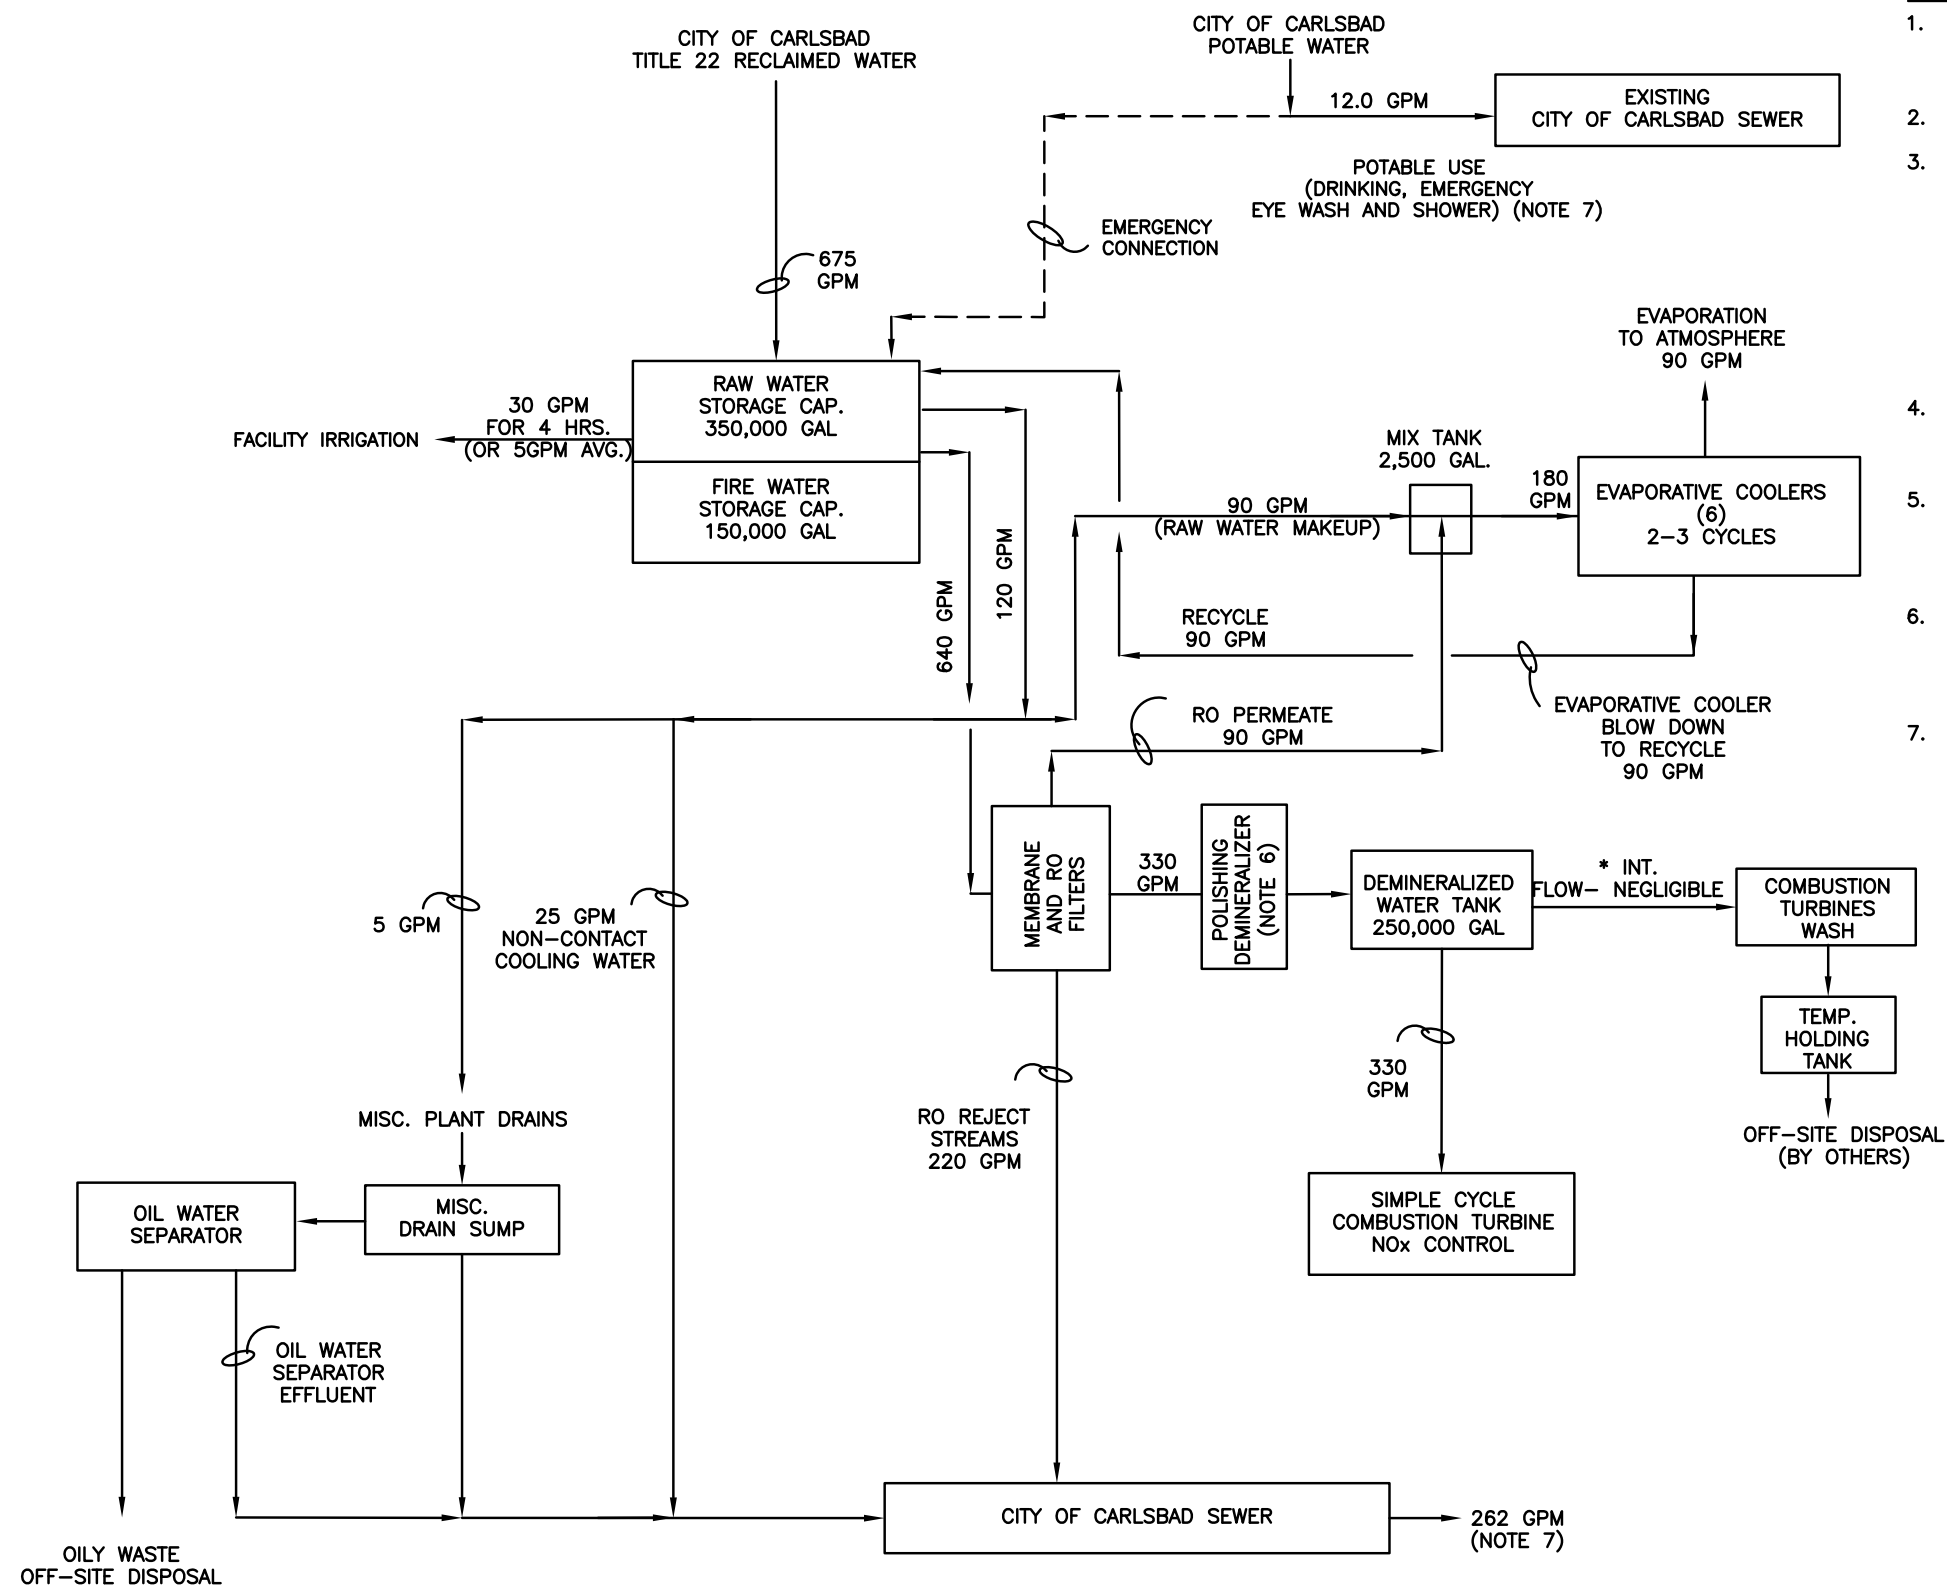 CITY OF CARLSBAD
TITLE 22 RECLAIMED WATER
CITY OF CARLSBAD
POTABLE WATER
1.
12.0 GPM
EXISTING
CITY OF CARLSBAD SEWER
2.
3.
POTABLE USE
(DRINKING, EMERGENCY
EYE WASH AND SHOWER) (NOTE 7)
EMERGENCY
CONNECTION
675
GPM
EVAPORATION
TO ATMOSPHERE
90 GPM
RAW WATER
STORAGE CAP.
350,000 GAL
30 GPM
FOR 4 HRS.
(OR 5GPM AVG.)
FACILITY IRRIGATION
4.
FIRE WATER
STORAGE CAP.
150,000 GAL
MIX TANK
2,500 GAL.
180
GPM
EVAPORATIVE COOLERS
(6)
2-3 CYCLES
5.
90 GPM
(RAW WATER MAKEUP)
640 GPM
120 GPM
RECYCLE
90 GPM
6.
RO PERMEATE
90 GPM
EVAPORATIVE COOLER
BLOW DOWN
TO RECYCLE
90 GPM
7.
MEMBRANE
AND RO
FILTERS
330
GPM
POLISHING
DEMINERALIZER
(NOTE 6)
DEMINERALIZED
WATER TANK
250,000 GAL
* INT.
FLOW- NEGLIGIBLE
COMBUSTION
TURBINES
WASH
5 GPM
25 GPM
NON-CONTACT
COOLING WATER
TEMP.
HOLDING
TANK
330
GPM
RO REJECT
STREAMS
220 GPM
MISC. PLANT DRAINS
OFF-SITE DISPOSAL
(BY OTHERS)
OIL WATER
SEPARATOR
MISC.
DRAIN SUMP
SIMPLE CYCLE
COMBUSTION TURBINE
NOx CONTROL
OIL WATER
SEPARATOR
EFFLUENT
CITY OF CARLSBAD SEWER
262 GPM
(NOTE 7)
OILY WASTE
OFF-SITE DISPOSAL